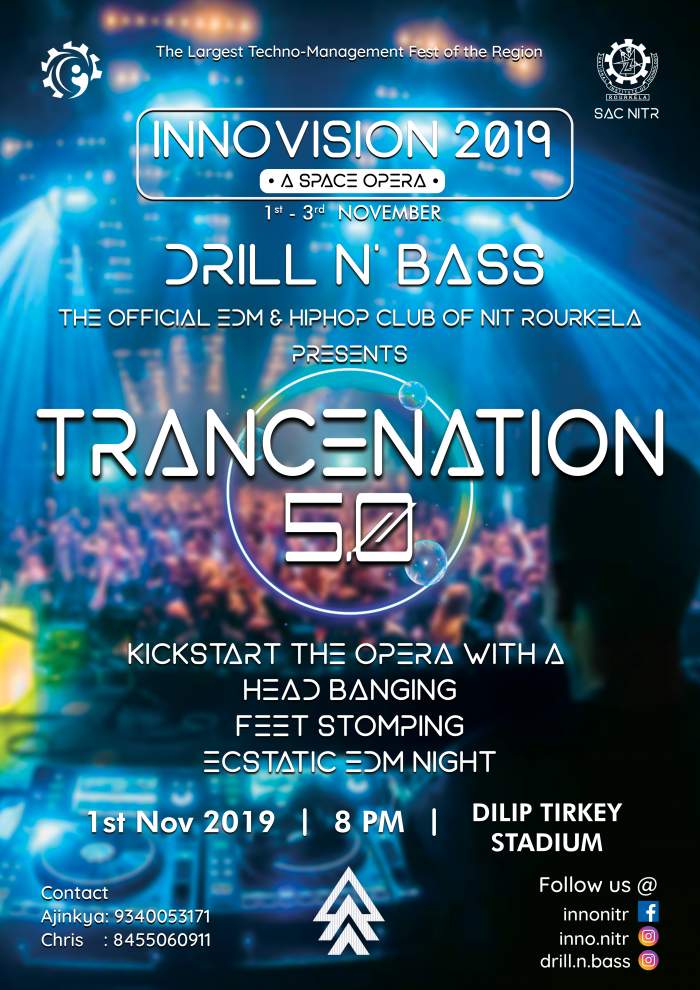 The Largest Techno-Management Fest of the Region
ROURKELA
SAC NITR
INNOVISION 2019
• A SPACE OPERA •
1st - 3rd NOVEMBER
DRILL N' BASS
THE OFFICIAL EDM & HIPHOP CLUB OF NIT ROURKELA
PRESENTS
TRANCENATION
5.0
KICKSTART THE OPERA WITH A
HEAD BANGING
FEET STOMPING
ECSTATIC EDM NIGHT
1st Nov 2019 | 8 PM | DILIP TIRKEY STADIUM
Contact
Ajinkya: 9340053171
Chris : 8455060911
Follow us @
innonitr
inno.nitr
drill.n.bass